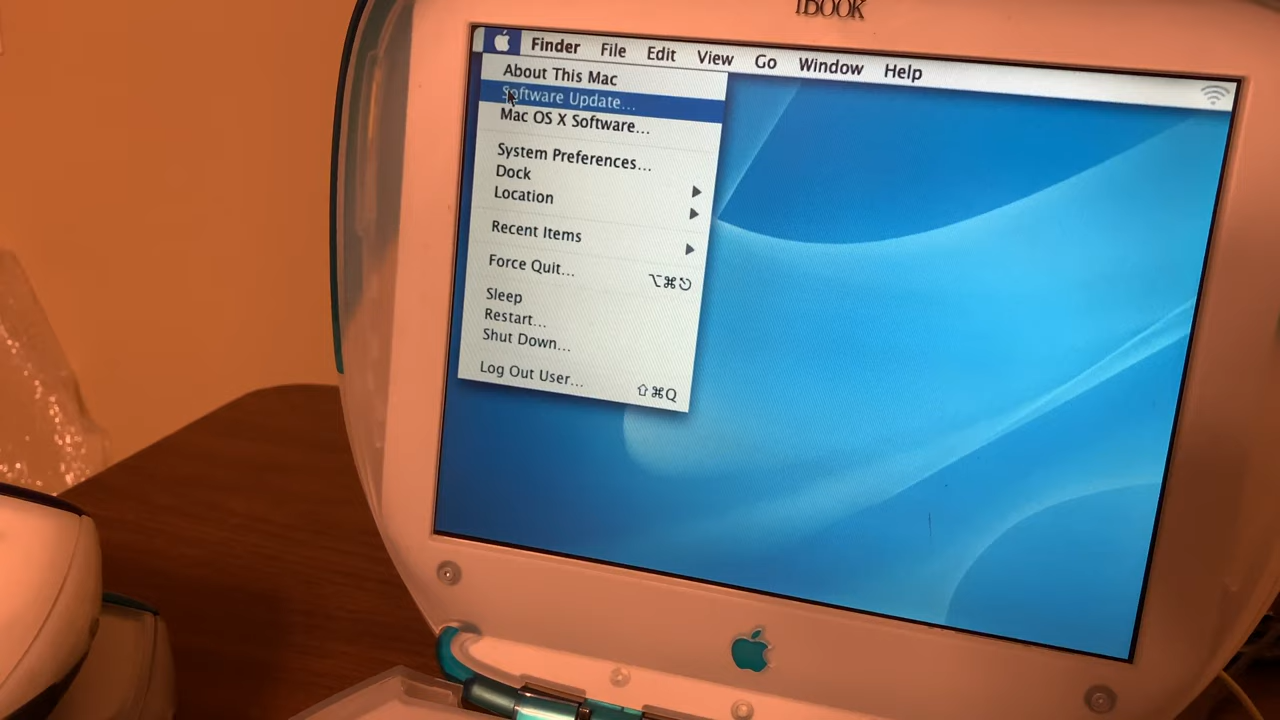 iBOOK
Finder File Edit View Go Window Help
About This Mac
Software Update...
Mac OS X Software...
System Preferences...
Dock
Location
Recent Items
Force Quit... ⌥⌘⎋
Sleep
Restart...
Shut Down...
Log Out User... ⇧⌘Q